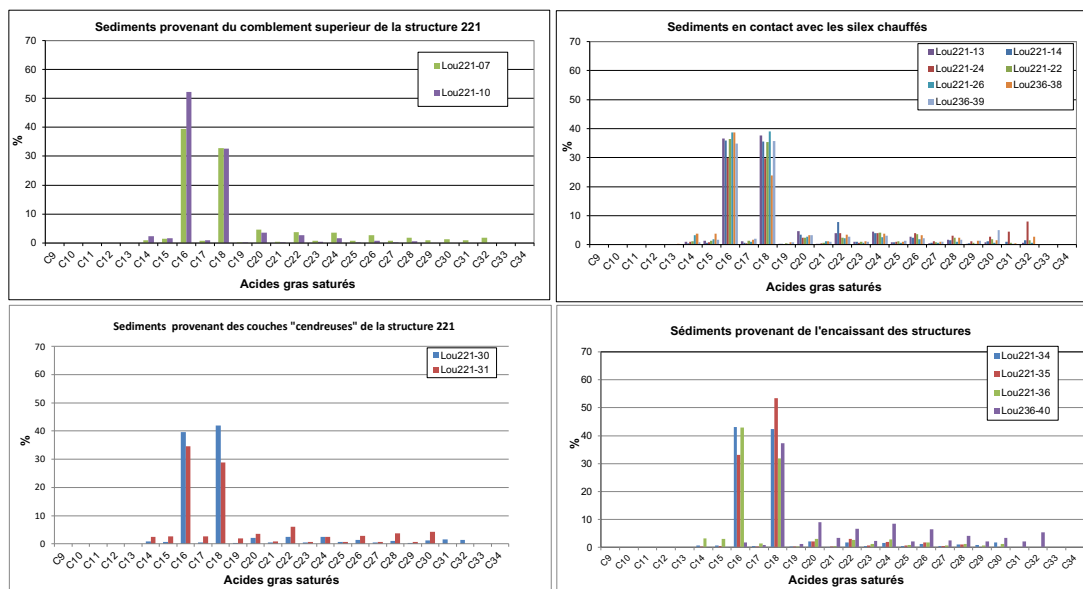 Sediments provenant du comblement superieur de la structure 221
70
60
50
40
30
20
10
0
%
Lou221-07
Lou221-10
C9 C10 C11 C12 C13 C14 C15 C16 C17 C18 C19 C20 C21 C22 C23 C24 C25 C26 C27 C28 C29 C30 C31 C32 C33 C34
Acides gras saturés
Sediments en contact avec les silex chauffés
70
60
50
40
30
20
10
0
%
Lou221-13 Lou221-14
Lou221-24 Lou221-22
Lou221-26 Lou236-38
Lou236-39
C9 C10 C11 C12 C13 C14 C15 C16 C17 C18 C19 C20 C21 C22 C23 C24 C25 C26 C27 C28 C29 C30 C31 C32 C33 C34
Acides gras saturés
Sediments provenant des couches "cendreuses" de la structure 221
70
60
50
40
30
20
10
0
%
Lou221-30
Lou221-31
C9 C10 C11 C12 C13 C14 C15 C16 C17 C18 C19 C20 C21 C22 C23 C24 C25 C26 C27 C28 C29 C30 C31 C32 C33 C34
Acides gras saturés
Sédiments provenant de l'encaissant des structures
70
60
50
40
30
20
10
0
%
Lou221-34
Lou221-35
Lou221-36
Lou236-40
C9 C10 C11 C12 C13 C14 C15 C16 C17 C18 C19 C20 C21 C22 C23 C24 C25 C26 C27 C28 C29 C30 C31 C32 C33 C34
Acides gras saturés